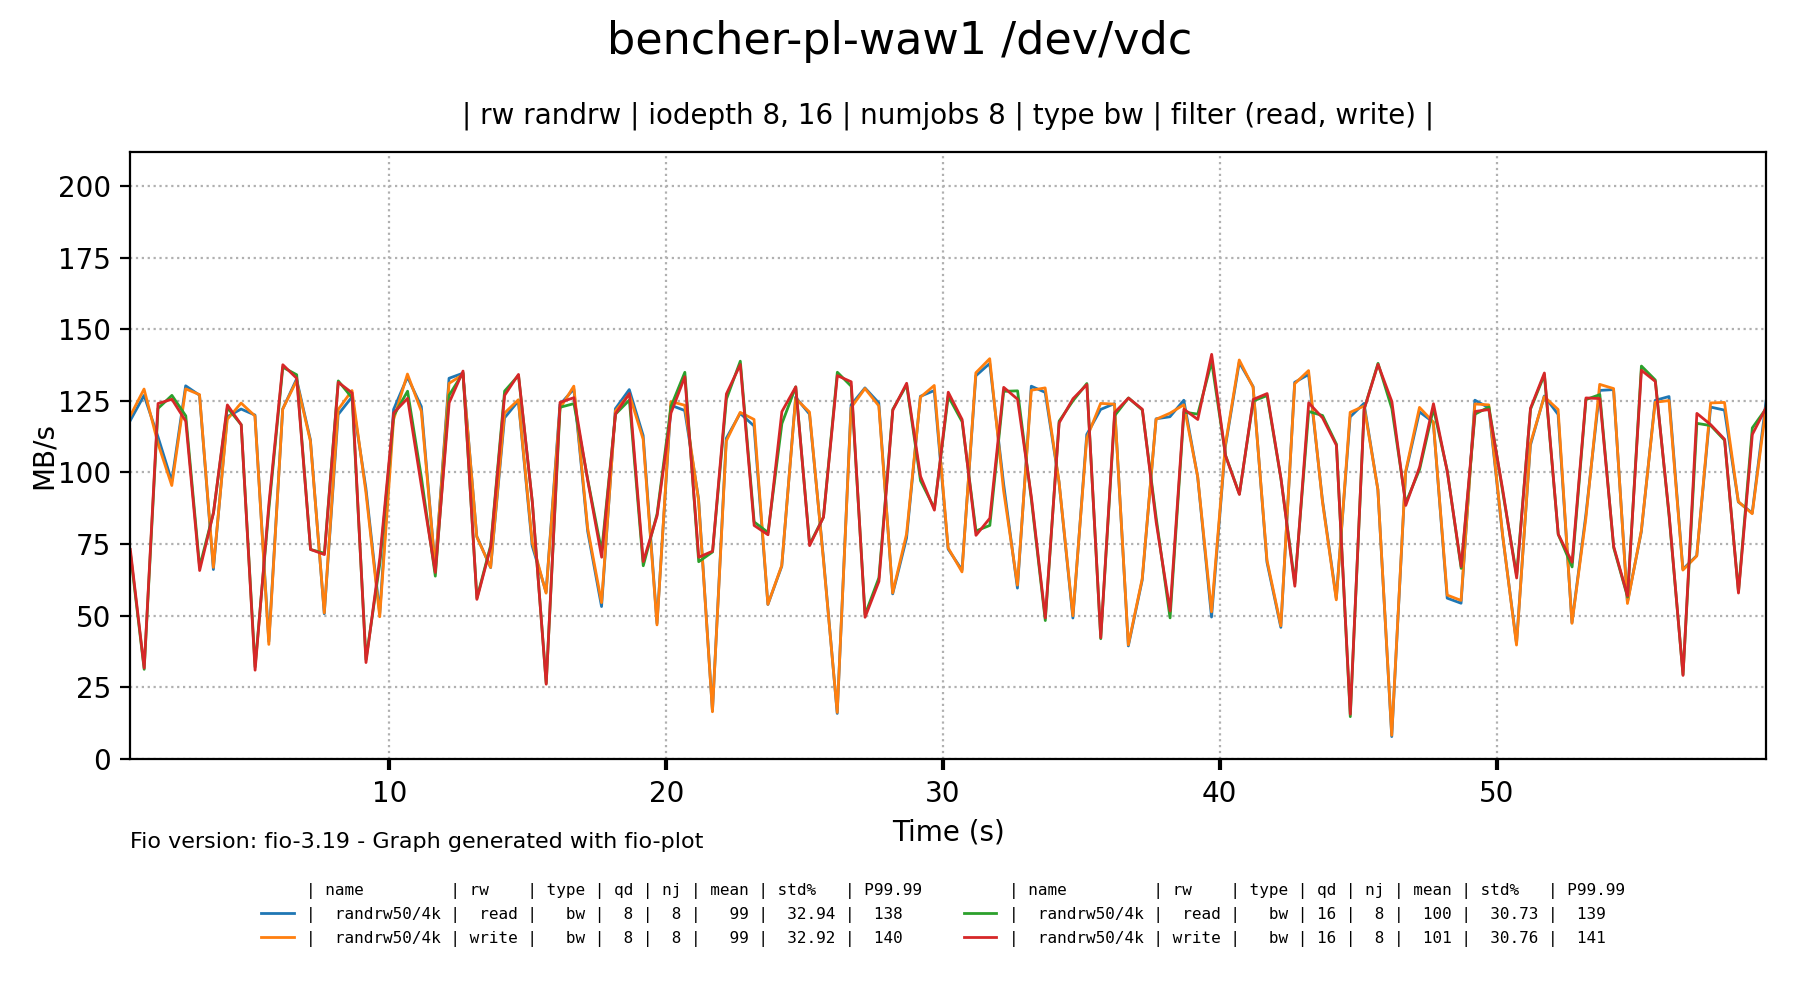 bencher-pl-waw1 /dev/vdc
| rw randrw | iodepth 8, 16 | numjobs 8 | type bw | filter (read, write) |
200
175
150
125
100
75
50
25
0
MB/s
10 20 30 40 50
Time (s)
Fio version: fio-3.19 - Graph generated with fio-plot
| name | rw | type | qd | nj | mean | std% | P99.99 | name | rw | type | qd | nj | mean | std% | P99.99
| randrw50/4k | read | bw | 8 | 8 | 99 | 32.94 | 138 | randrw50/4k | read | bw | 16 | 8 | 100 | 30.73 | 139
| randrw50/4k | write | bw | 8 | 8 | 99 | 32.92 | 140 | randrw50/4k | write | bw | 16 | 8 | 101 | 30.76 | 141